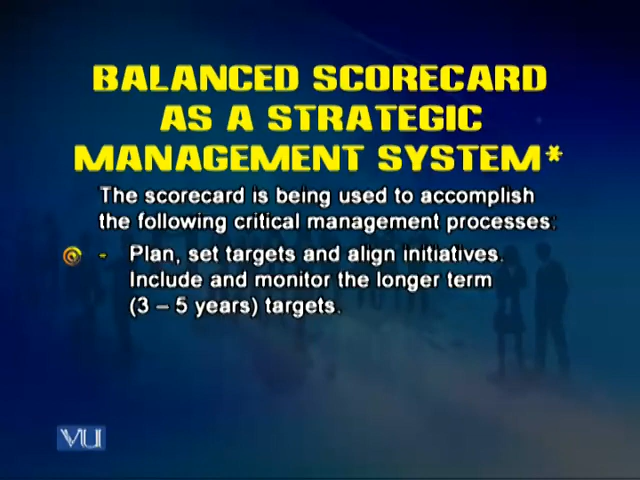 BALANCED SCORECARD
AS A STRATEGIC
MANAGEMENT SYSTEM*
The scorecard is being used to accomplish
the following critical management processes:
- Plan, set targets and align initiatives.
Include and monitor the longer term
(3 – 5 years) targets.
VU